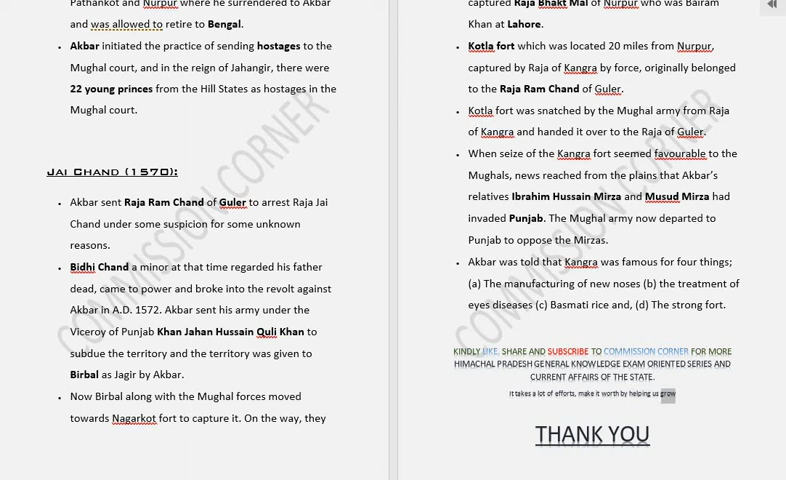 Pathankot and Nurpur where he surrendered to Akbar
and was allowed to retire to Bengal.
• Akbar initiated the practice of sending hostages to the
Mughal court, and in the reign of Jahangir, there were
22 young princes from the Hill States as hostages in the
Mughal court.
JAI CHAND (1570):
• Akbar sent Raja Ram Chand of Guler to arrest Raja Jai
Chand under some suspicion for some unknown
reasons.
• Bidhi Chand a minor at that time regarded his father
dead, came to power and broke into the revolt against
Akbar in A.D. 1572. Akbar sent his army under the
Viceroy of Punjab Khan Jahan Hussain Quli Khan to
subdue the territory and the territory was given to
Birbal as Jagir by Akbar.
• Now Birbal along with the Mughal forces moved
towards Nagarkot fort to capture it. On the way, they
captured Raja Bhakt Mal of Nurpur who was Bairam
Khan at Lahore.
• Kotla fort which was located 20 miles from Nurpur,
captured by Raja of Kangra by force, originally belonged
to the Raja Ram Chand of Guler.
• Kotla fort was snatched by the Mughal army from Raja
of Kangra and handed it over to the Raja of Guler.
• When seize of the Kangra fort seemed favourable to the
Mughals, news reached from the plains that Akbar's
relatives Ibrahim Hussain Mirza and Musud Mirza had
invaded Punjab. The Mughal army now departed to
Punjab to oppose the Mirzas.
• Akbar was told that Kangra was famous for four things;
(a) The manufacturing of new noses (b) the treatment of
eyes diseases (c) Basmati rice and, (d) The strong fort.
KINDLY LIKE, SHARE AND SUBSCRIBE TO COMMISSION CORNER FOR MORE
HIMACHAL PRADESH GENERAL KNOWLEDGE EXAM ORIENTED SERIES AND
CURRENT AFFAIRS OF THE STATE.
It takes a lot of efforts, make it worth by helping us grow
THANK YOU
COMMISSION CORNER
COMMISSION CORNER